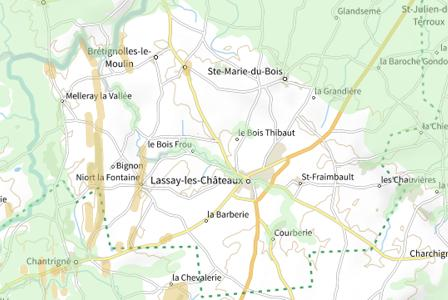 Glandsemé
St-Julien-d
Terroux
Brétignolles-le-
Moulin
Ste-Marie-du-Bois
la Baroche Gondo
la Grandière
Melleray la Vallée
le Bois Thibaut
la Chie
le Bois Frou
Bignon
Niort la Fontaine
Lassay-les-Châteaux
St-Fraimbault
les Chauvières
la
ie
la Barberie
Courberie
Chantrigné
Charchign
la Chevalerie